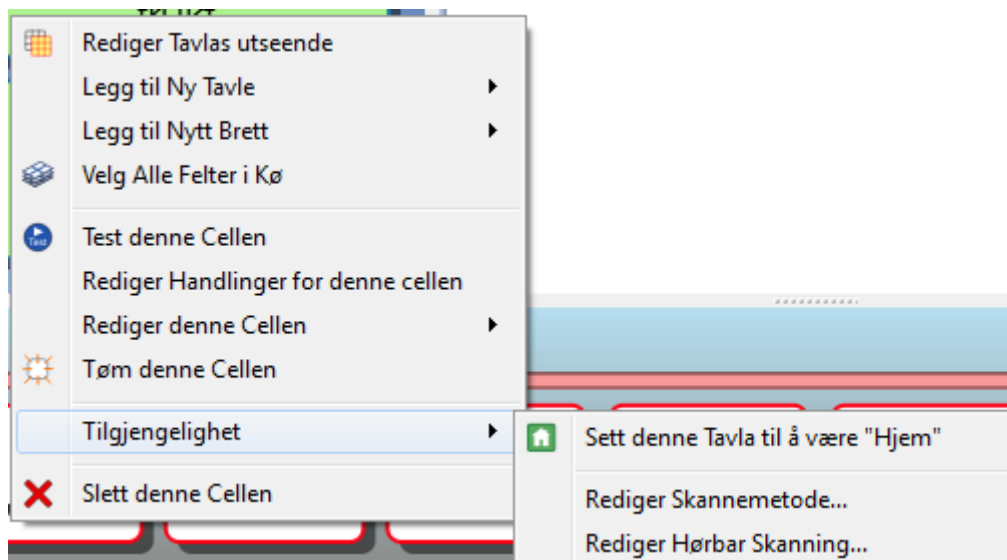 Rediger Tavlas utseende
Legg til Ny Tavle
Legg til Nytt Brett
Velg Alle Felter i Kø
Test denne Cellen
Rediger Handlinger for denne cellen
Rediger denne Cellen
Tøm denne Cellen
Tilgjengelighet
Slett denne Cellen
Sett denne Tavla til å være "Hjem"
Rediger Skannemetode...
Rediger Hørbar Skanning...